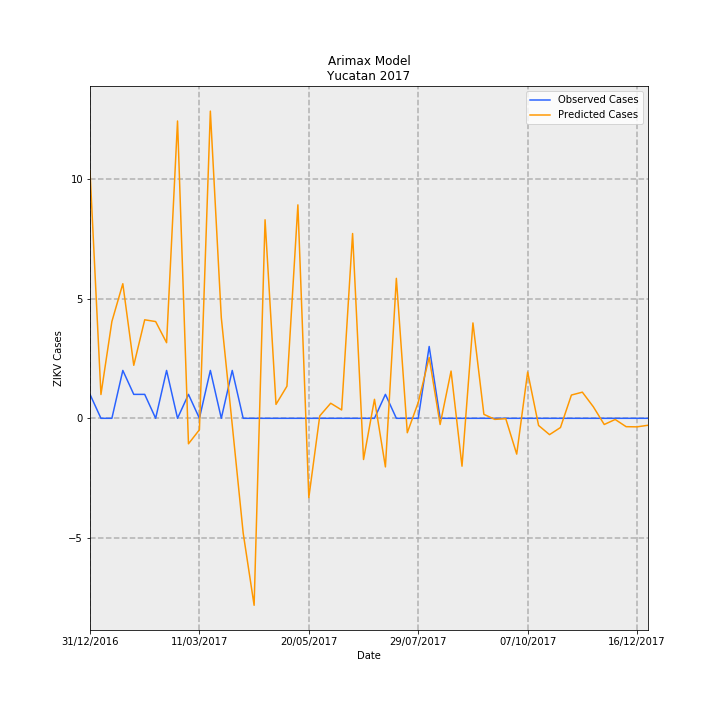 Arimax Model
Yucatan 2017
Observed Cases
Predicted Cases
ZIKV Cases
10
5
0
−5
31/12/2016
11/03/2017
20/05/2017
29/07/2017
07/10/2017
16/12/2017
Date